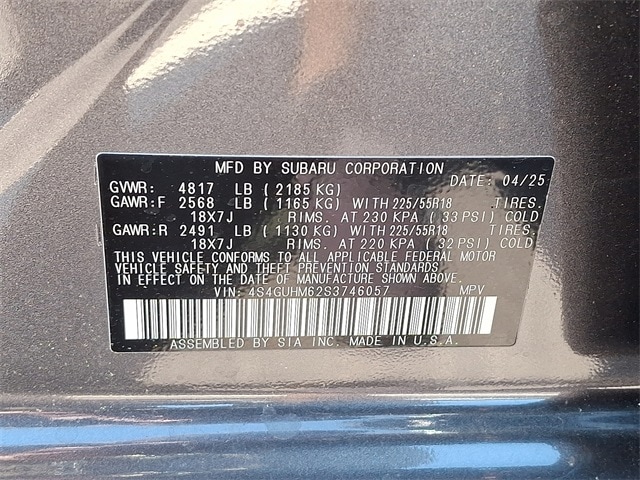 MFD BY SUBARU CORPORATION
DATE: 04/25
GVWR: 4817 LB ( 2185 KG)
GAWR:F 2568 LB ( 1165 KG) WITH 225/55R18 TIRES.
18X7J RIMS. AT 230 KPA ( 33 PSI) COLD
GAWR:R 2491 LB ( 1130 KG) WITH 225/55R18 TIRES.
18X7J RIMS. AT 220 KPA ( 32 PSI) COLD
THIS VEHICLE CONFORMS TO ALL APPLICABLE FEDERAL MOTOR
VEHICLE SAFETY AND THEFT PREVENTION STANDARDS
IN EFFECT ON THE DATE OF MANUFACTURE SHOWN ABOVE.
VIN: 4S4GUHM62S3746057 MPV
ASSEMBLED BY SIA INC. MADE IN U.S.A.